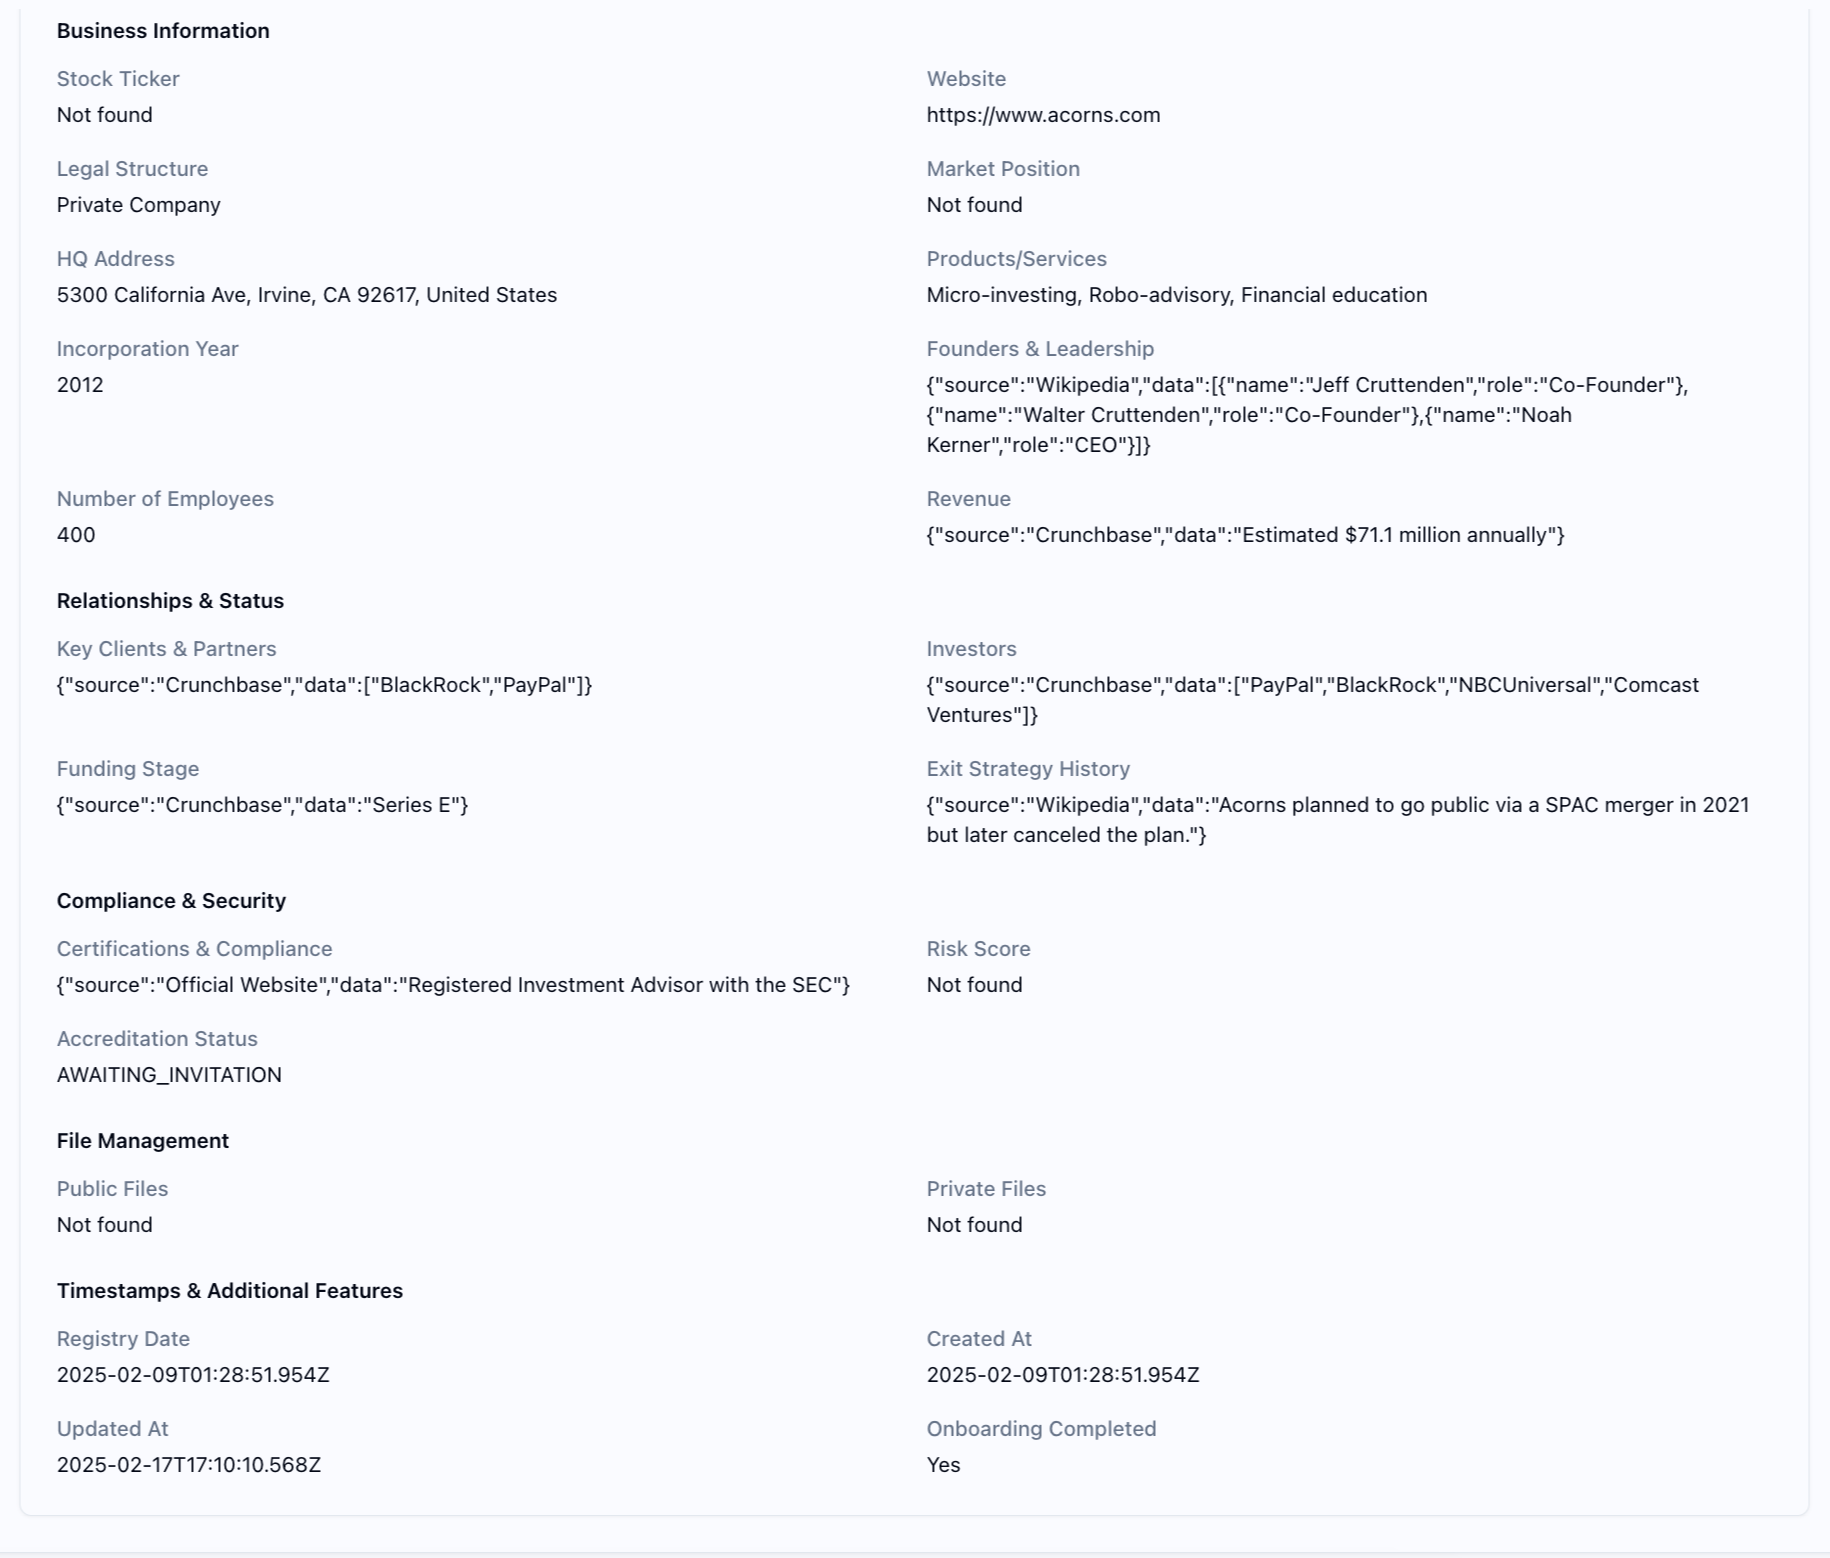 Business Information
Stock Ticker
Not found
Website
https://www.acorns.com
Legal Structure
Private Company
Market Position
Not found
HQ Address
5300 California Ave, Irvine, CA 92617, United States
Products/Services
Micro-investing, Robo-advisory, Financial education
Incorporation Year
2012
Founders & Leadership
{"source":"Wikipedia","data":[{"name":"Jeff Cruttenden","role":"Co-Founder"},
{"name":"Walter Cruttenden","role":"Co-Founder"},{"name":"Noah
Kerner","role":"CEO"}]}
Number of Employees
400
Revenue
{"source":"Crunchbase","data":"Estimated $71.1 million annually"}
Relationships & Status
Key Clients & Partners
{"source":"Crunchbase","data":["BlackRock","PayPal"]}
Investors
{"source":"Crunchbase","data":["PayPal","BlackRock","NBCUniversal","Comcast
Ventures"]}
Funding Stage
{"source":"Crunchbase","data":"Series E"}
Exit Strategy History
{"source":"Wikipedia","data":"Acorns planned to go public via a SPAC merger in 2021
but later canceled the plan."}
Compliance & Security
Certifications & Compliance
{"source":"Official Website","data":"Registered Investment Advisor with the SEC"}
Risk Score
Not found
Accreditation Status
AWAITING_INVITATION
File Management
Public Files
Not found
Private Files
Not found
Timestamps & Additional Features
Registry Date
2025-02-09T01:28:51.954Z
Created At
2025-02-09T01:28:51.954Z
Updated At
2025-02-17T17:10:10.568Z
Onboarding Completed
Yes